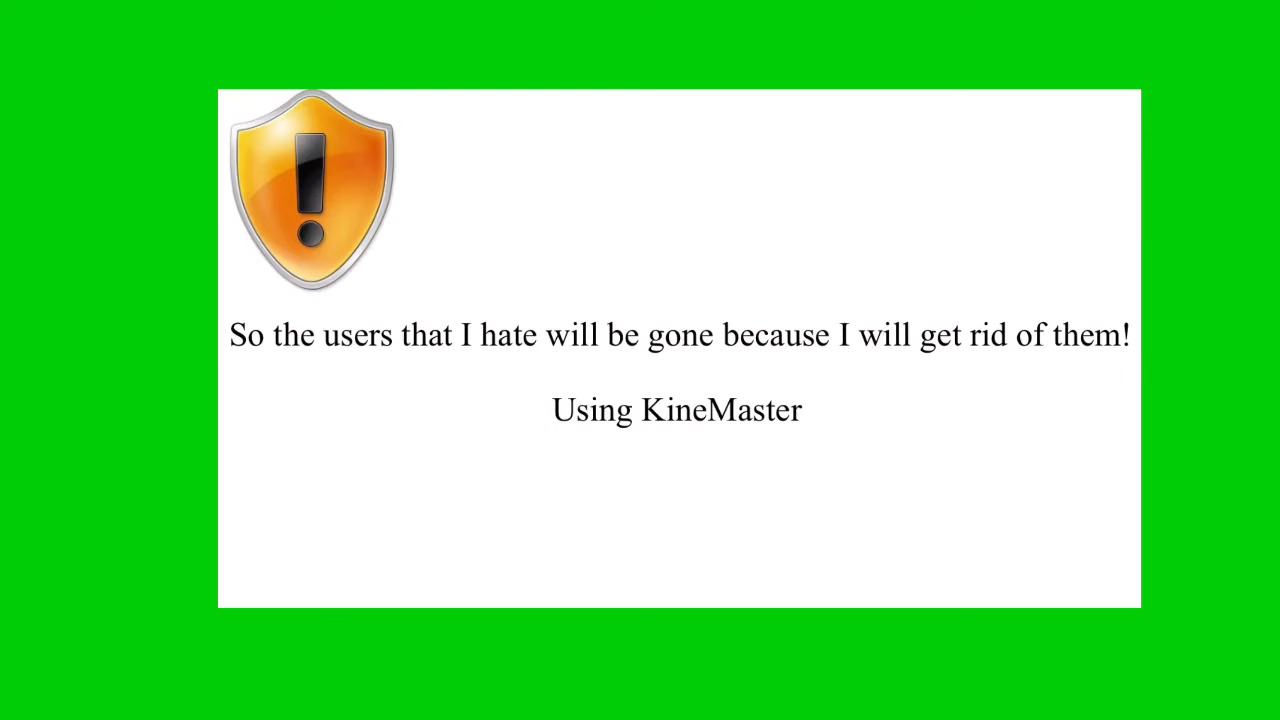 So the users that I hate will be gone because I will get rid of them!
Using KineMaster